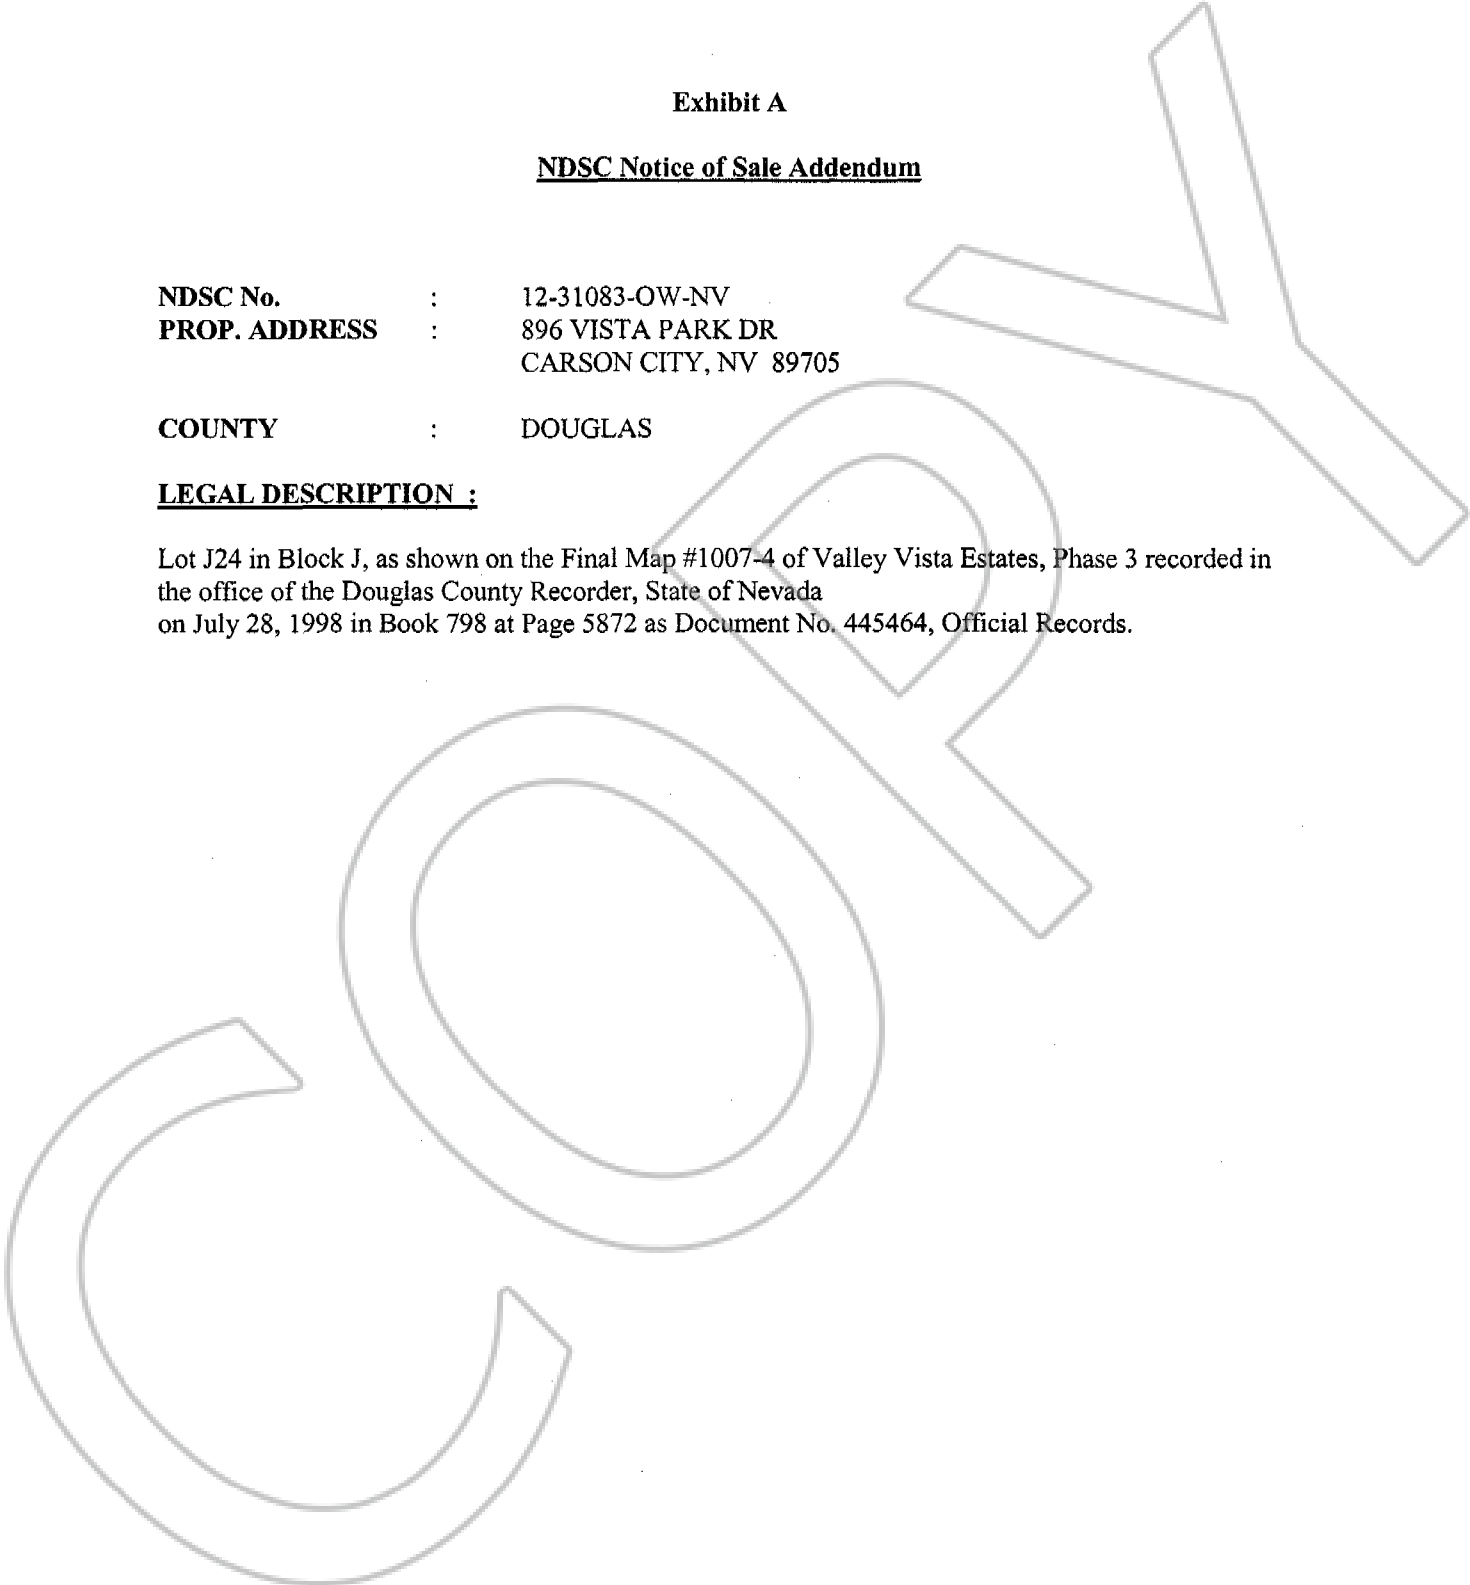 Exhibit A
NDSC Notice of Sale Addendum
NDSC No. : 12-31083-OW-NV
PROP. ADDRESS : 896 VISTA PARK DR
CARSON CITY, NV 89705
COUNTY : DOUGLAS
LEGAL DESCRIPTION :
Lot J24 in Block J, as shown on the Final Map #1007-4 of Valley Vista Estates, Phase 3 recorded in
the office of the Douglas County Recorder, State of Nevada
on July 28, 1998 in Book 798 at Page 5872 as Document No. 445464, Official Records.
COPY